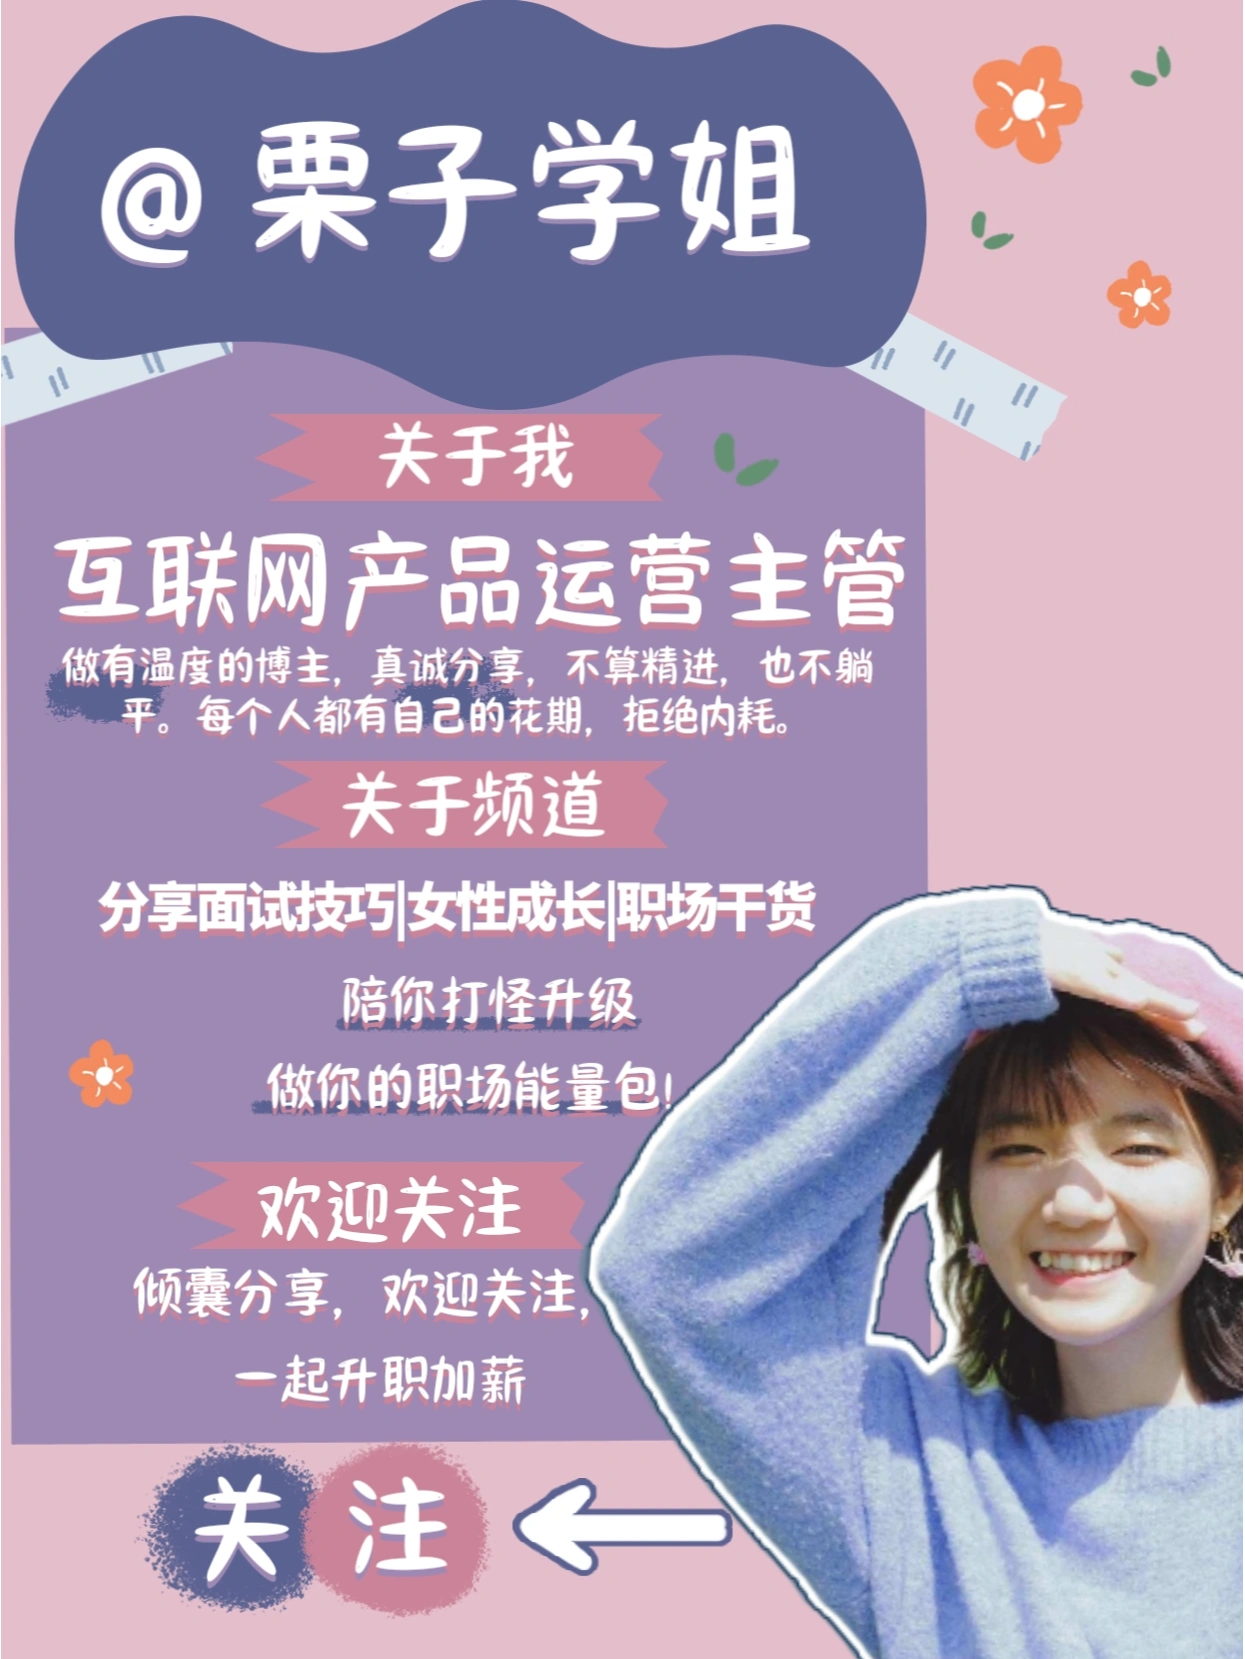 @ 栗子学姐
关于我
互联网产品运营主管
做有温度的博主，真诚分享，不算精进，也不躺
平。每个人都有自己的花期，拒绝内耗。
关于频道
分享面试技巧|女性成长|职场干货
陪你打怪升级
做你的职场能量包!
欢迎关注
倾囊分享，欢迎关注，
一起升职加薪
关注